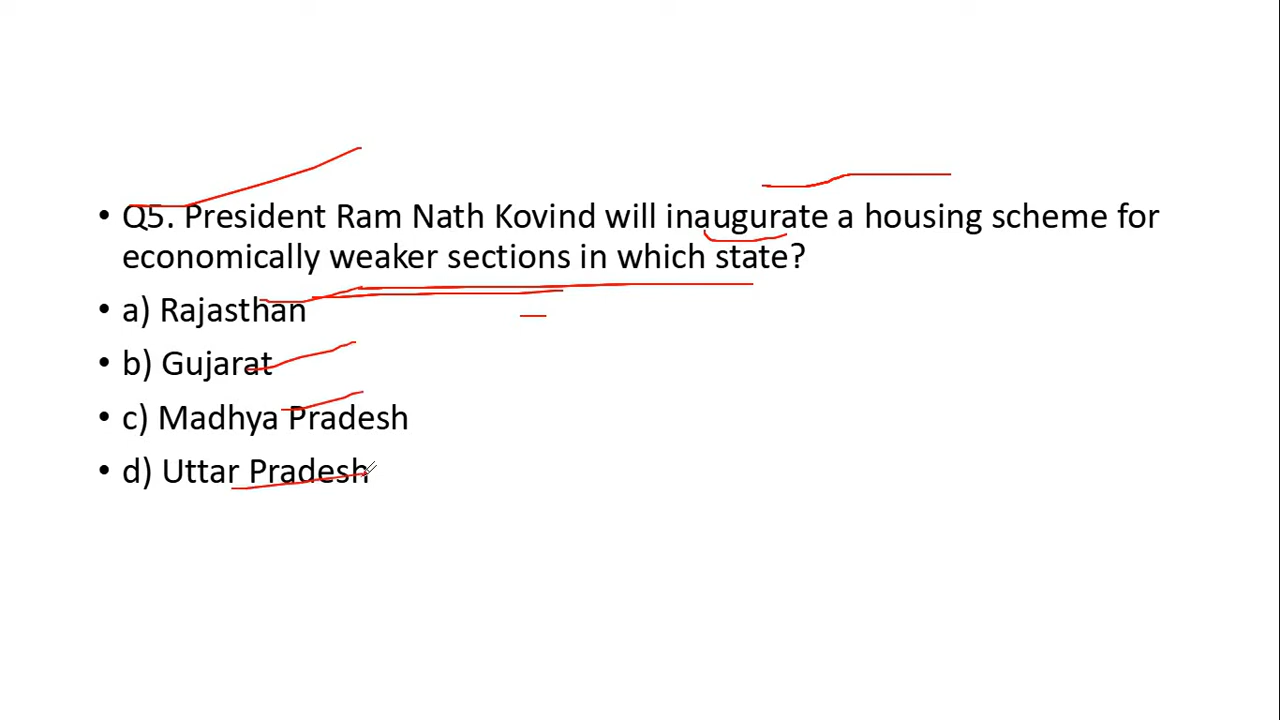 • Q5. President Ram Nath Kovind will inaugurate a housing scheme for
economically weaker sections in which state?
• a) Rajasthan
• b) Gujarat
• c) Madhya Pradesh
• d) Uttar Pradesh